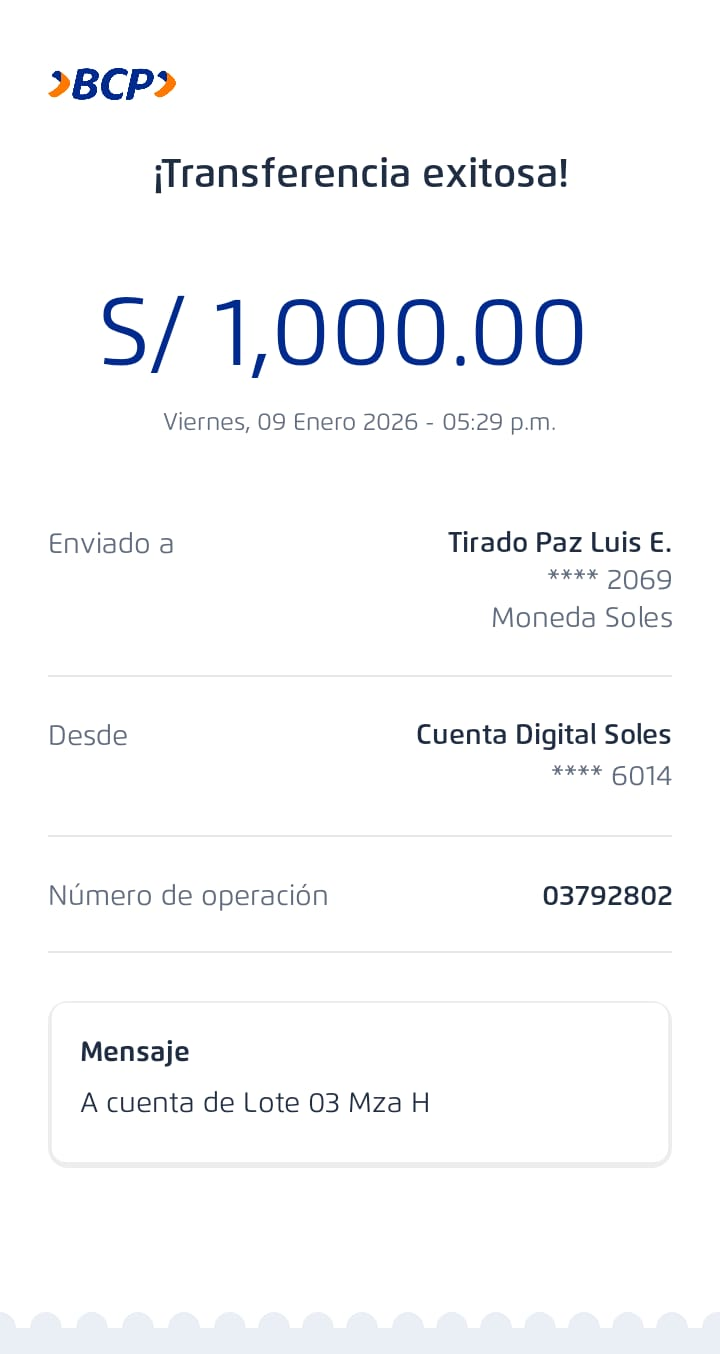 BCP
¡Transferencia exitosa!
S/ 1,000.00
Viernes, 09 Enero 2026 - 05:29 p.m.
Enviado a
Tirado Paz Luis E.
**** 2069
Moneda Soles
Desde
Cuenta Digital Soles
**** 6014
Número de operación
03792802
Mensaje
A cuenta de Lote 03 Mza H